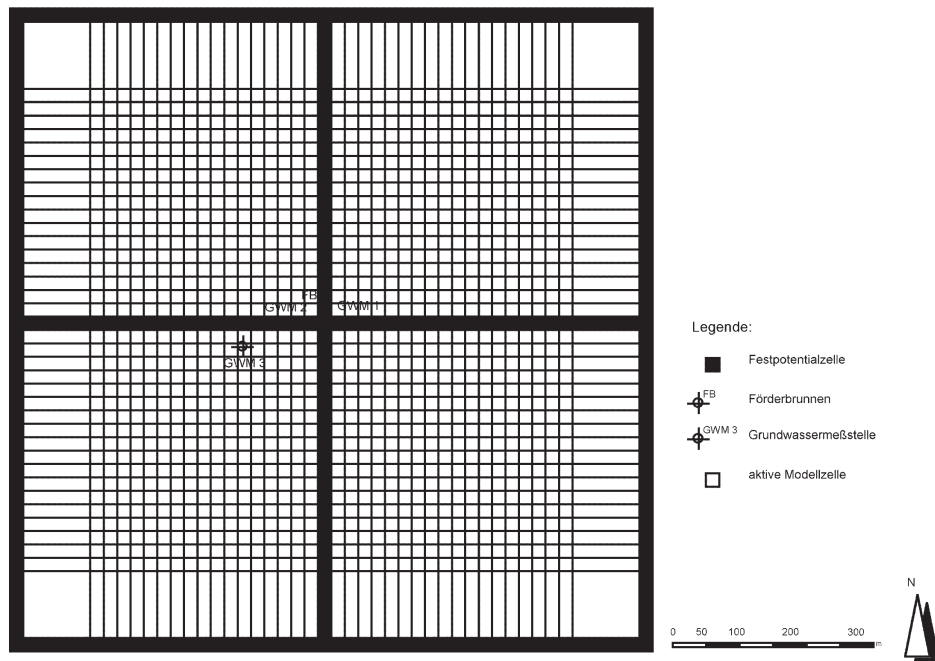 FB
GWM 2 GWM 1
GWM 3
Legende:
Festpotentialzelle
FB Förderbrunnen
GWM 3 Grundwassermeßstelle
aktive Modellzelle
N
0 50 100 200 300
m